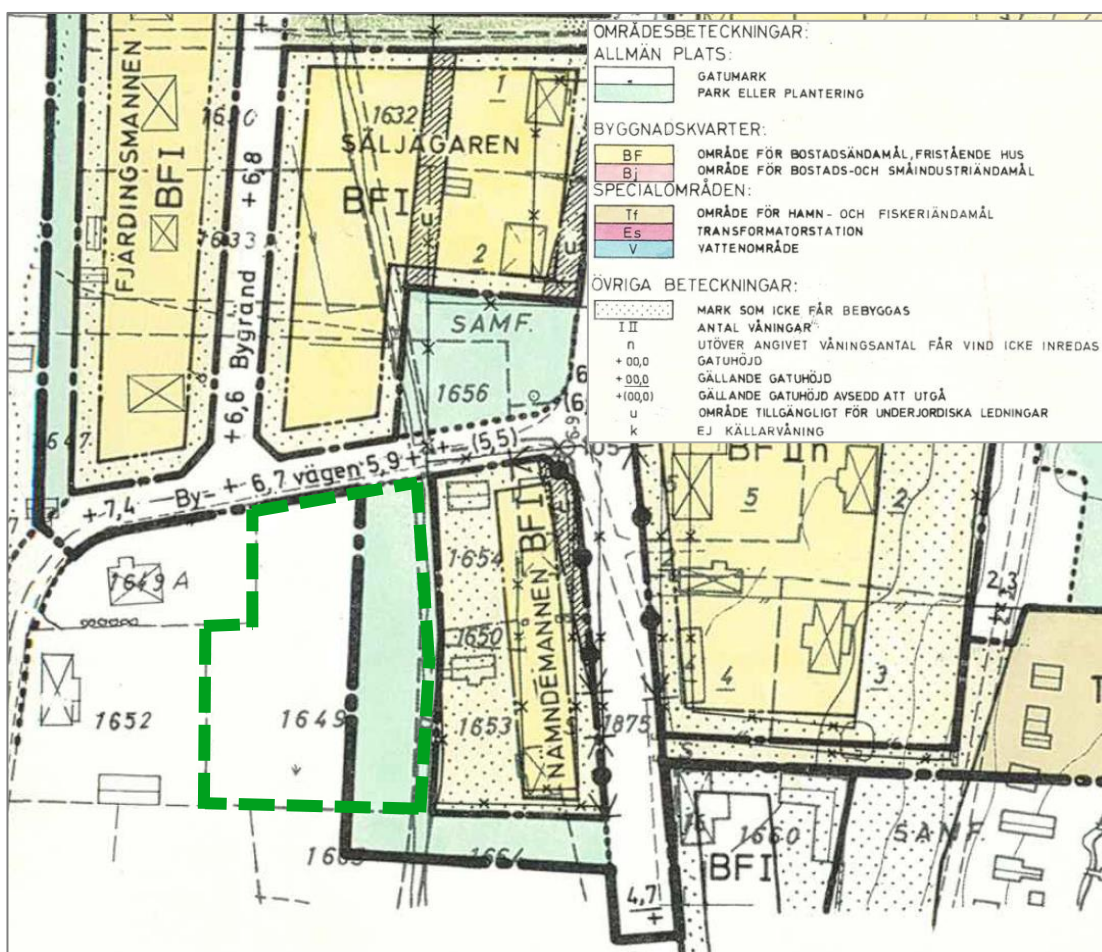 OMRÅDESBETECKNINGAR:
ALLMÄN PLATS:
GATUMARK
PARK ELLER PLANTERING
BYGGNADSKVARTER:
BF OMRÅDE FÖR BOSTADSÄNDAMÅL, FRISTÅENDE HUS
Bj OMRÅDE FÖR BOSTADS-OCH SMÅINDUSTRIÄNDAMÅL
SPECIALOMRÅDEN:
Tf OMRÅDE FÖR HAMN- OCH FISKERIÄNDAMÅL
Es TRANSFORMATORSTATION
V VATTENOMRÅDE
ÖVRIGA BETECKNINGAR:
MARK SOM ICKE FÅR BEBYGGAS
I II ANTAL VÅNINGAR
n UTÖVER ANGIVET VÅNINGSANTAL FÅR VIND ICKE INREDAS
+ 00,0 GATUHÖJD
+ 00,0 GÄLLANDE GATUHÖJD
+(00,0) GÄLLANDE GATUHÖJD AVSEDD ATT UTGÅ
u OMRÅDE TILLGÄNGLIGT FÖR UNDERJORDISKA LEDNINGAR
k EJ KÄLLARVÅNING
FJÄRDINGSMANNEN
BFI
1630
1633
+6,6 Bygränd +6,8
1632
SÄLJÄGAREN
BFI
1
2
u
u
SAMF.
1656
1647
+ 7,4 By- + 6,7 vägen 5,9 + + (5,5)
1649 A
1652
1649
1654
1650
1653
NÄMNDEMANNEN BFI
1664
1875
BFIIn
5
2
4
3
2,3
1660
BFI
SAMF
4,7
+